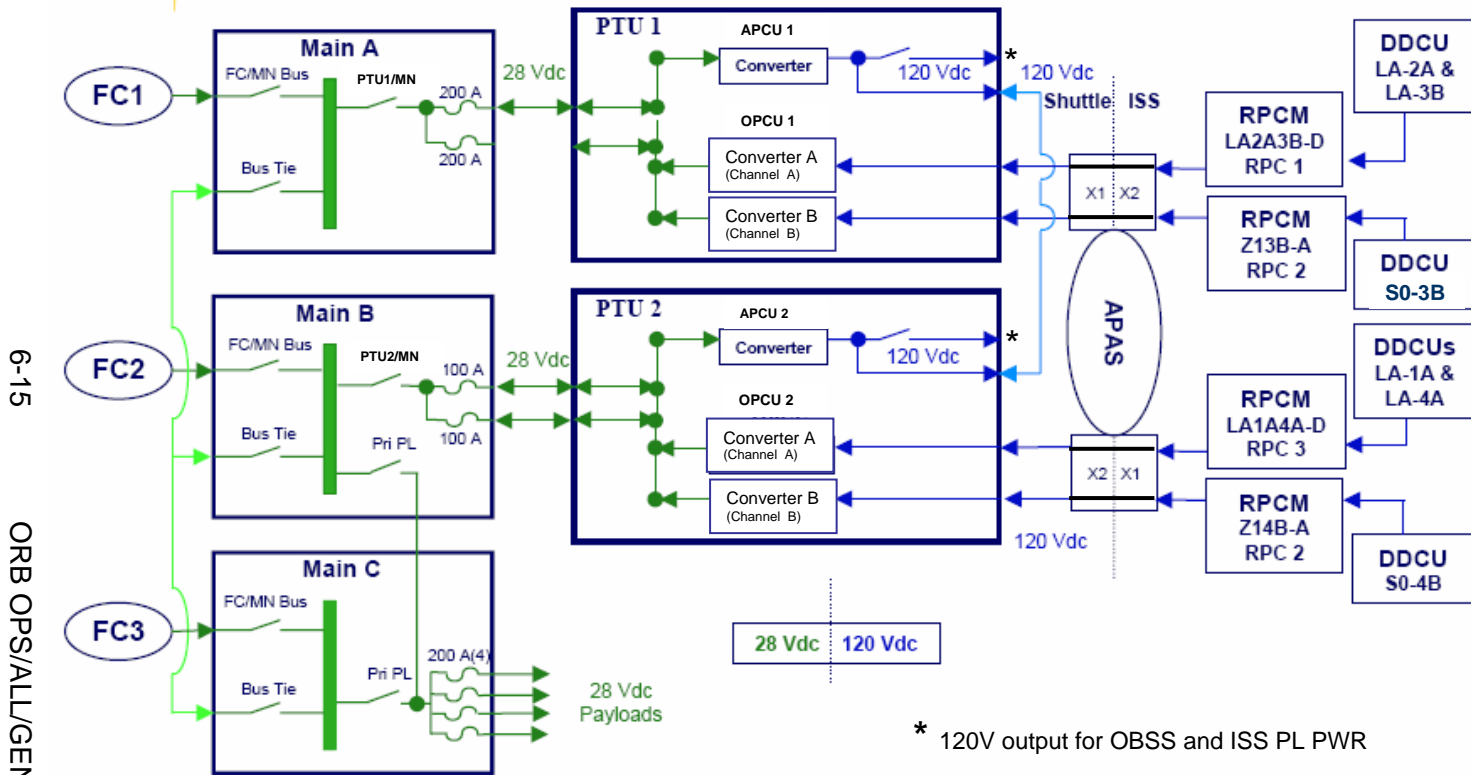 6-15
ORB OPS/ALL/GEN
FC1
Main A
FC/MN Bus
PTU1/MN
200 A
200 A
Bus Tie
28 Vdc
PTU 1
APCU 1
Converter
120 Vdc
*
120 Vdc
OPCU 1
Converter A
(Channel A)
Converter B
(Channel B)
Shuttle
ISS
X1
X2
RPCM
LA2A3B-D
RPC 1
DDCU
LA-2A &
LA-3B
RPCM
Z13B-A
RPC 2
DDCU
S0-3B
APAS
FC2
Main B
FC/MN Bus
PTU2/MN
100 A
100 A
Bus Tie
Pri PL
28 Vdc
PTU 2
APCU 2
Converter
120 Vdc
*
OPCU 2
Converter A
(Channel A)
Converter B
(Channel B)
120 Vdc
X2
X1
RPCM
LA1A4A-D
RPC 3
DDCUs
LA-1A &
LA-4A
RPCM
Z14B-A
RPC 2
DDCU
S0-4B
FC3
Main C
FC/MN Bus
Bus Tie
Pri PL
200 A(4)
28 Vdc
Payloads
28 Vdc
120 Vdc
* 120V output for OBSS and ISS PL PWR